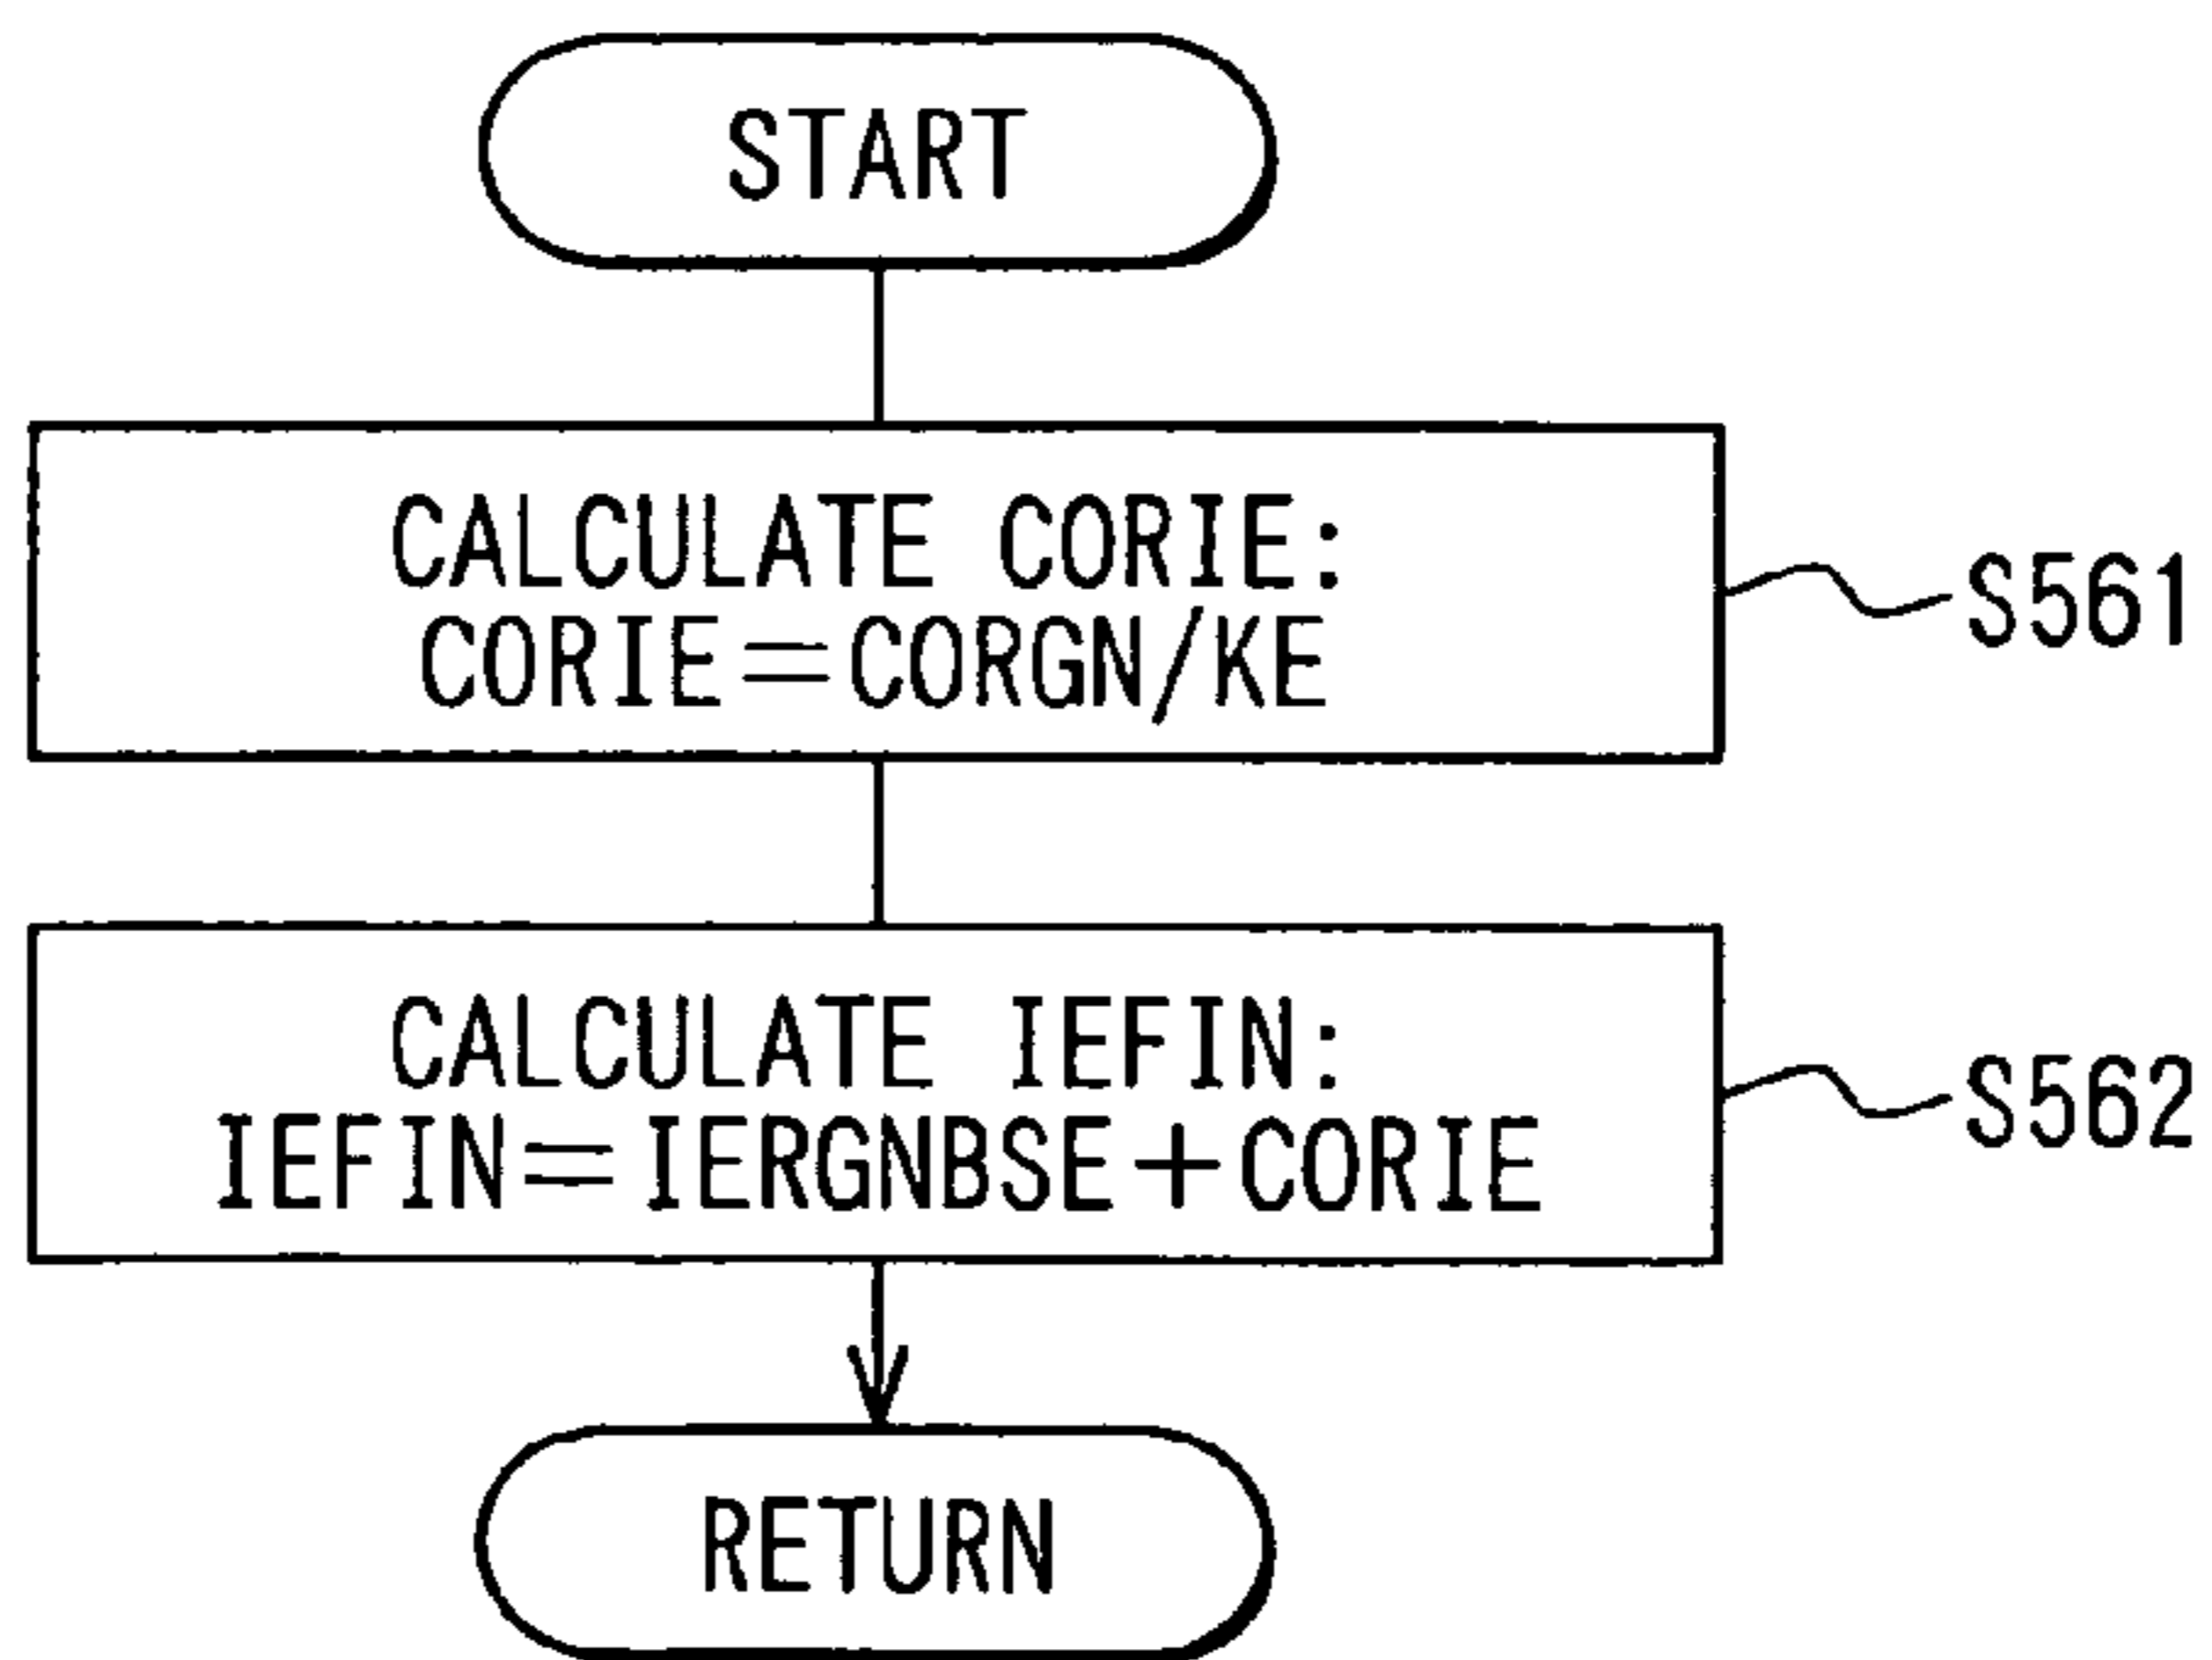 START
CALCULATE CORIE:
CORIE=CORGN/KE
S561
CALCULATE IEFIN:
IEFIN=IERGNBSE+CORIE
S562
RETURN